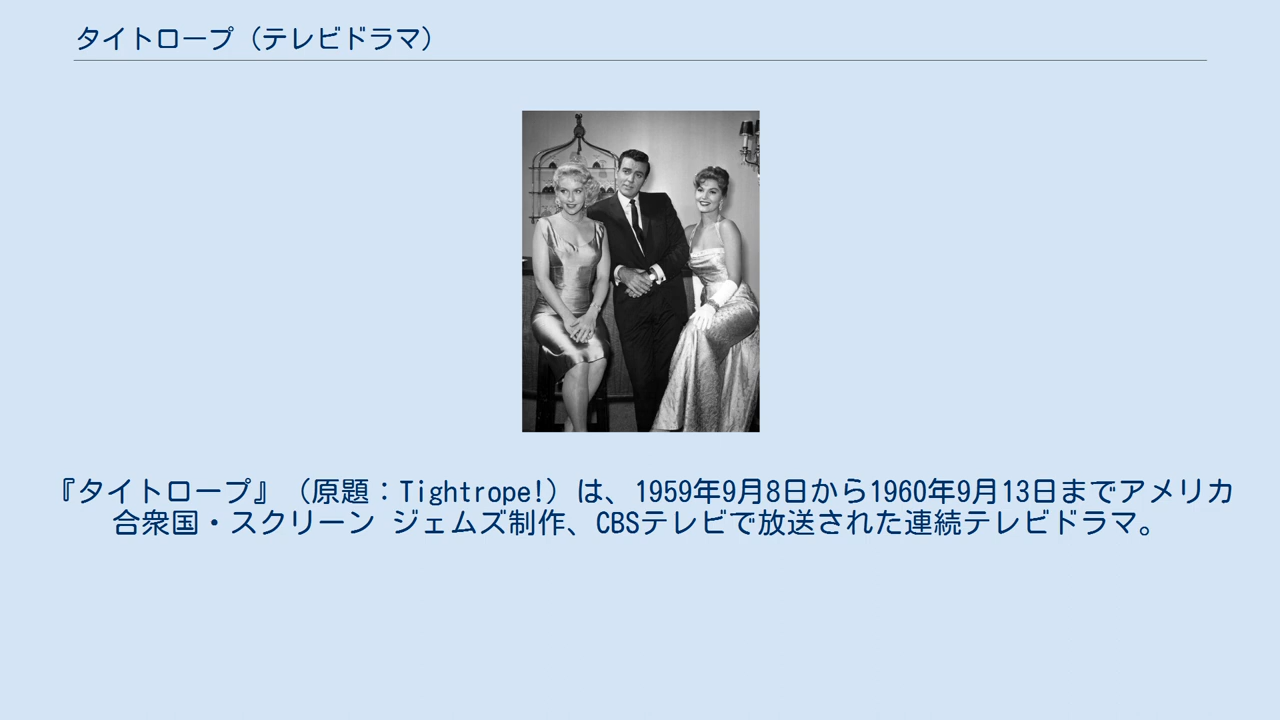 タイトロープ（テレビドラマ）
『タイトロープ』（原題：Tightrope!）は、1959年9月8日から1960年9月13日までアメリカ
合衆国・スクリーン ジェムズ制作、CBSテレビで放送された連続テレビドラマ。